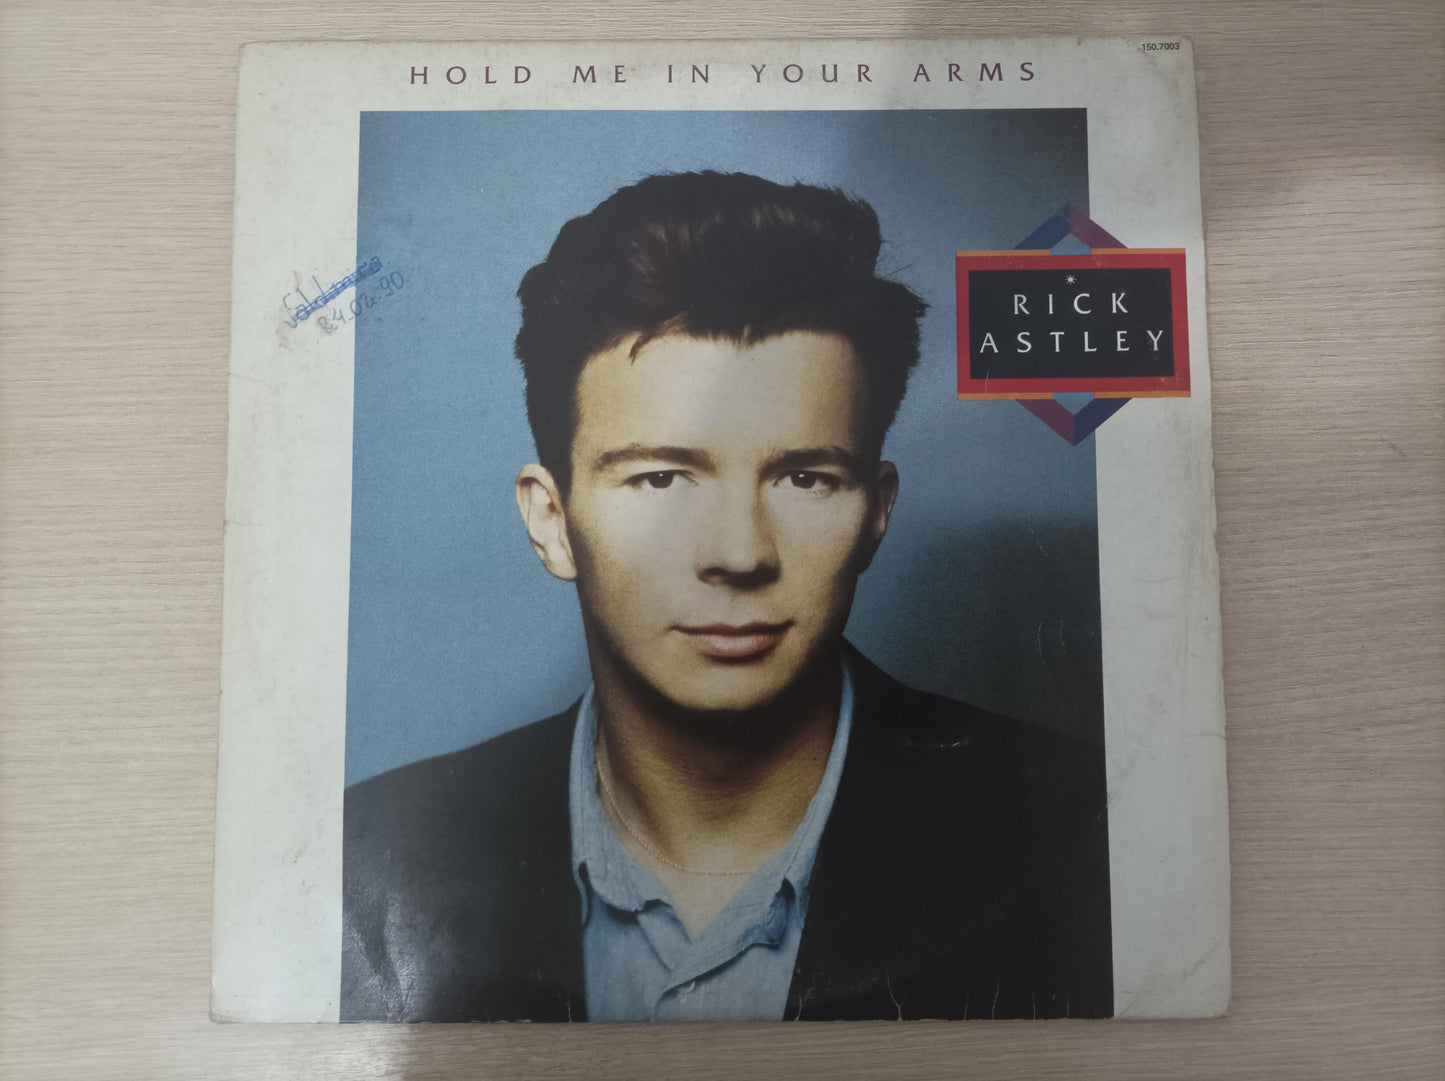 150.7003
HOLD ME IN YOUR ARMS
RICK
ASTLEY